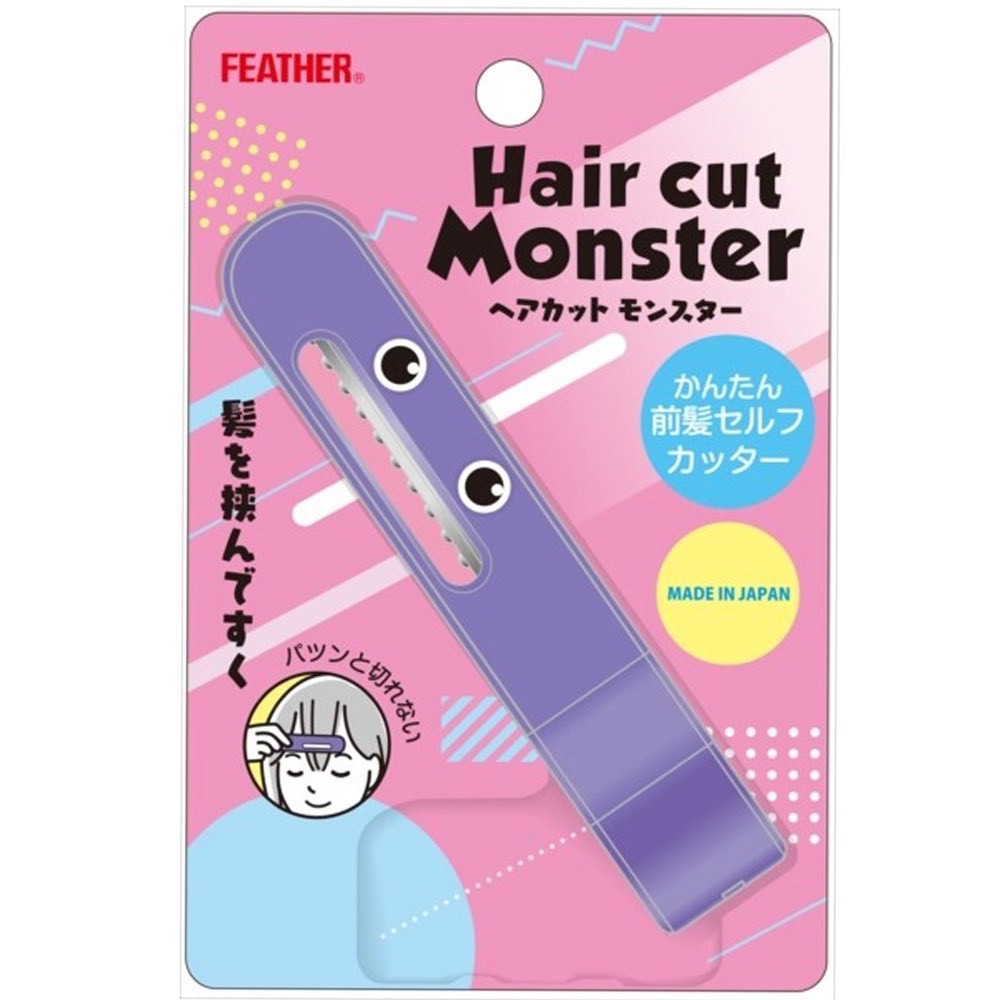 FEATHER®
Hair cut
Monster
ヘアカット モンスター
かんたん
前髪セルフ
カッター
髪を挟んですく
MADE IN JAPAN
パツンと切れない